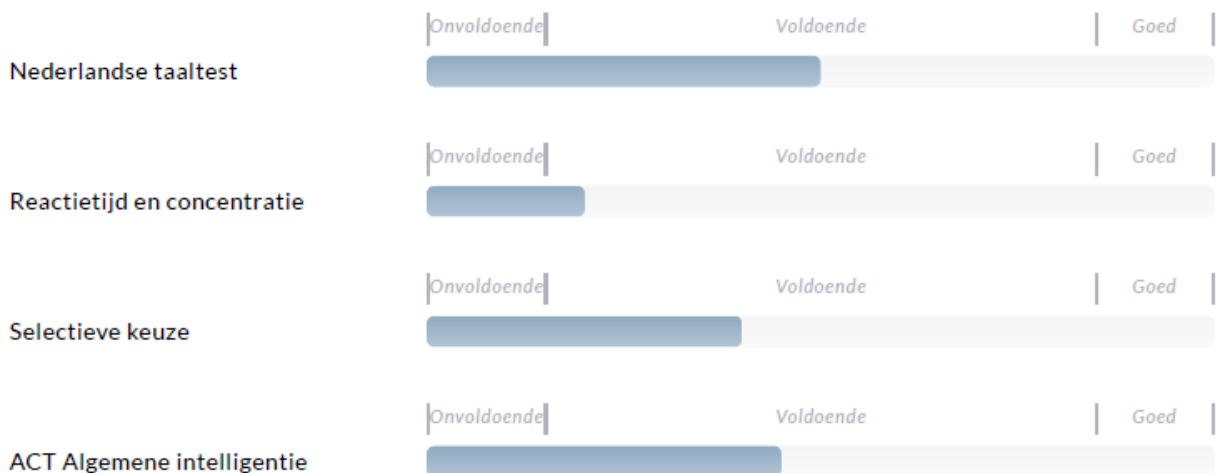 Onvoldoende Voldoende Goed
Nederlandse taaltest
Onvoldoende Voldoende Goed
Reactietijd en concentratie
Onvoldoende Voldoende Goed
Selectieve keuze
Onvoldoende Voldoende Goed
ACT Algemene intelligentie